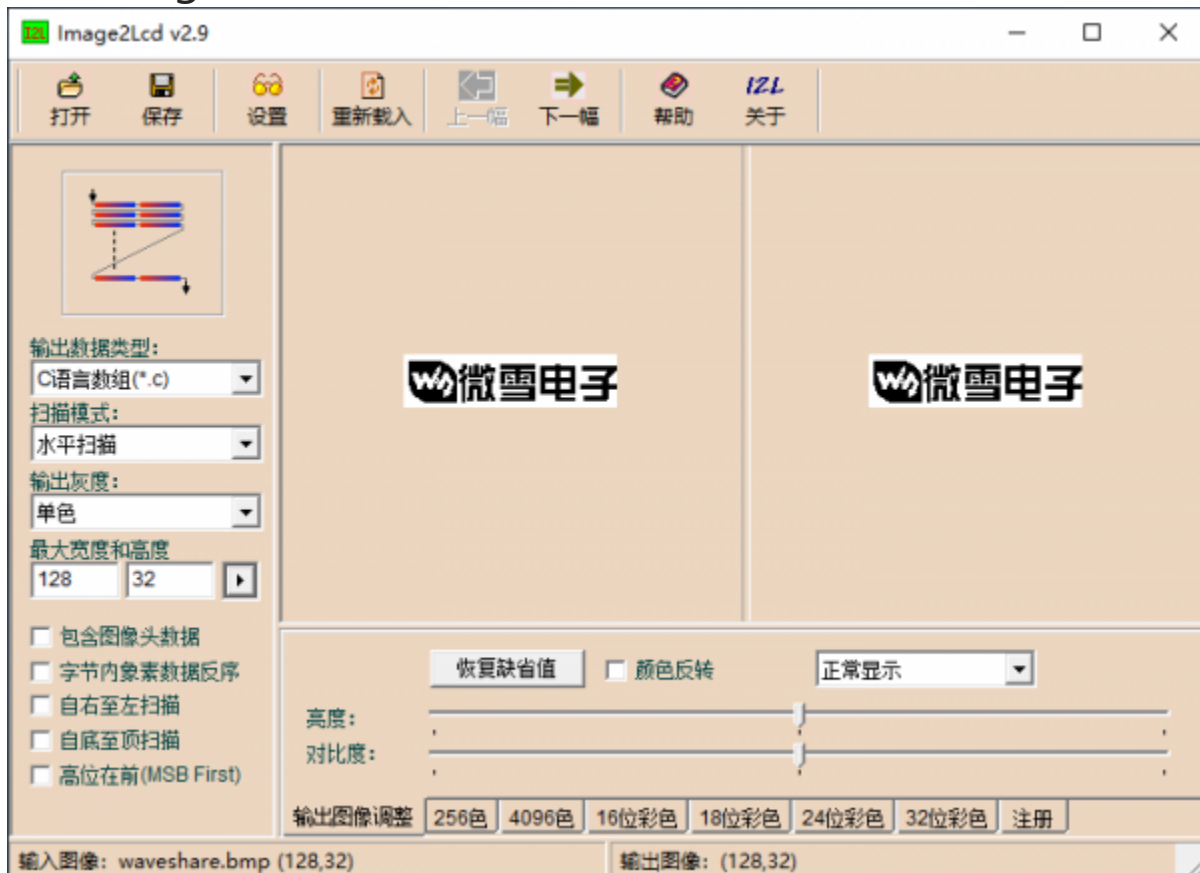 I2L Image2Lcd v2.9
打开 保存 设置 重新载入 上一幅 下一幅 I2L
帮助 关于
输出数据类型:
C语言数组(*.c)
扫描模式:
水平扫描
输出灰度:
单色
最大宽度和高度
128 32
包含图像头数据
字节内象素数据反序
自右至左扫描
自底至顶扫描
高位在前(MSB First)
微雪电子 微雪电子
恢复缺省值 颜色反转 正常显示
亮度:
对比度:
输出图像调整 256色 4096色 16位彩色 18位彩色 24位彩色 32位彩色 注册
输入图像: waveshare.bmp (128,32) 输出图像: (128,32)